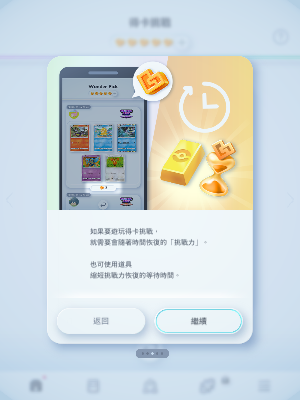 得卡挑戰
Wonder Pick
如果要遊玩得卡挑戰，
就需要會隨著時間恢復的「挑戰力」。
也可使用道具
縮短挑戰力恢復的等待時間。
返回
繼續